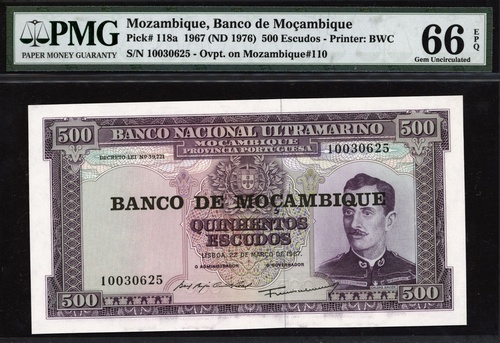 PMG
PAPER MONEY GUARANTY
Mozambique, Banco de Moçambique
Pick# 118a 1967 (ND 1976) 500 Escudos - Printer: BWC
S/N 10030625 - Ovpt. on Mozambique#110
66 EPQ
Gem Uncirculated
500 BANCO NACIONAL ULTRAMARINO 500
MOÇAMBIQUE
PROVINCIA PORTUGUESA
DECRETO-LEI Nº 39,221
10030625
BANCO DE MOÇAMBIQUE
QUINHENTOS
ESCUDOS
LISBOA, 22 DE MARÇO DE 1967.
O ADMINISTRADOR O GOVERNADOR
10030625
500 500